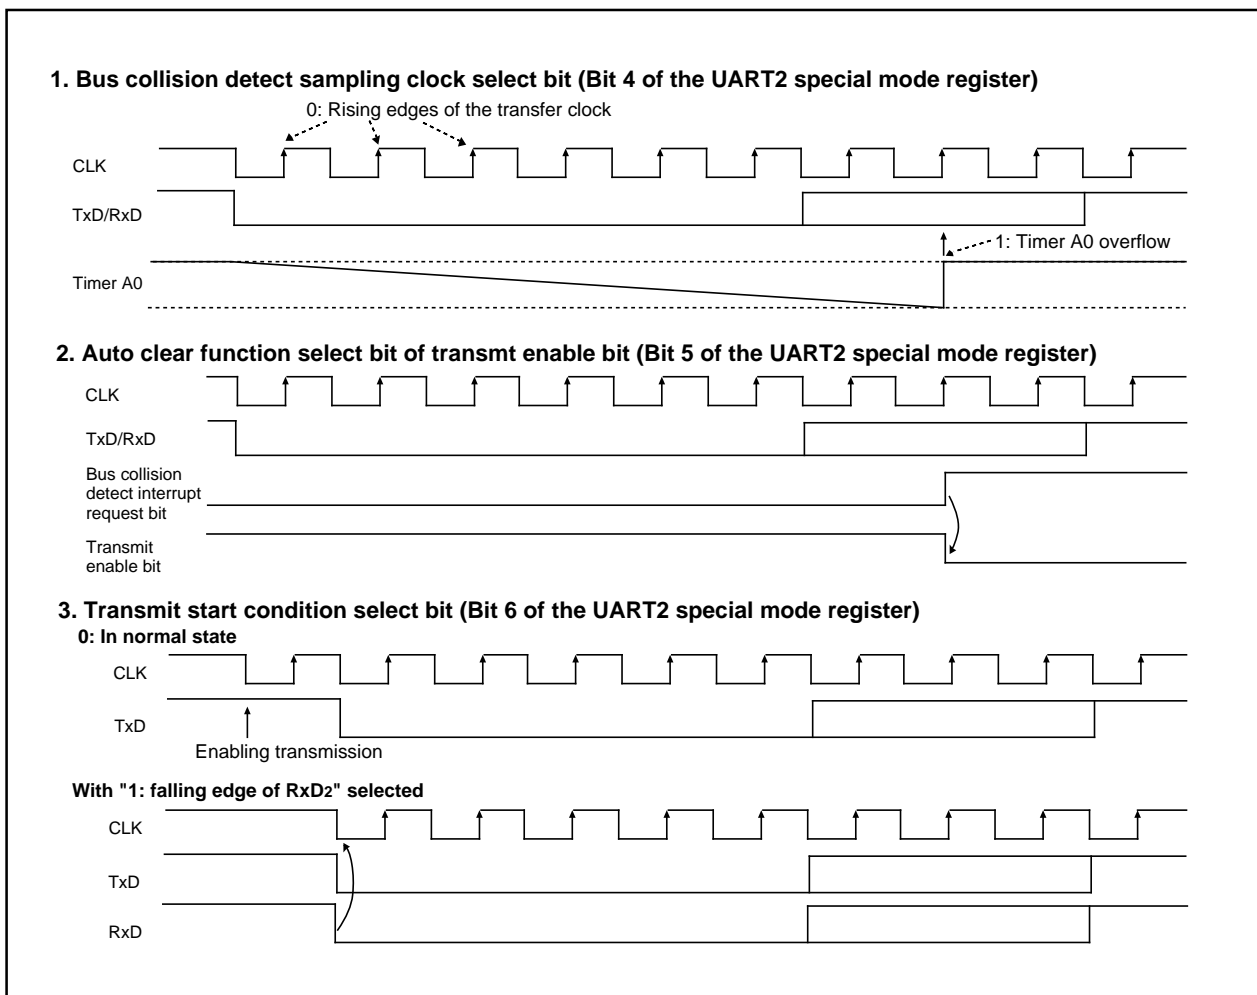 1. Bus collision detect sampling clock select bit (Bit 4 of the UART2 special mode register)
0: Rising edges of the transfer clock
CLK
TxD/RxD
1: Timer A0 overflow
Timer A0
2. Auto clear function select bit of transmt enable bit (Bit 5 of the UART2 special mode register)
CLK
TxD/RxD
Bus collision
detect interrupt
request bit
Transmit
enable bit
3. Transmit start condition select bit (Bit 6 of the UART2 special mode register)
0: In normal state
CLK
TxD
Enabling transmission
With "1: falling edge of RxD2" selected
CLK
TxD
RxD